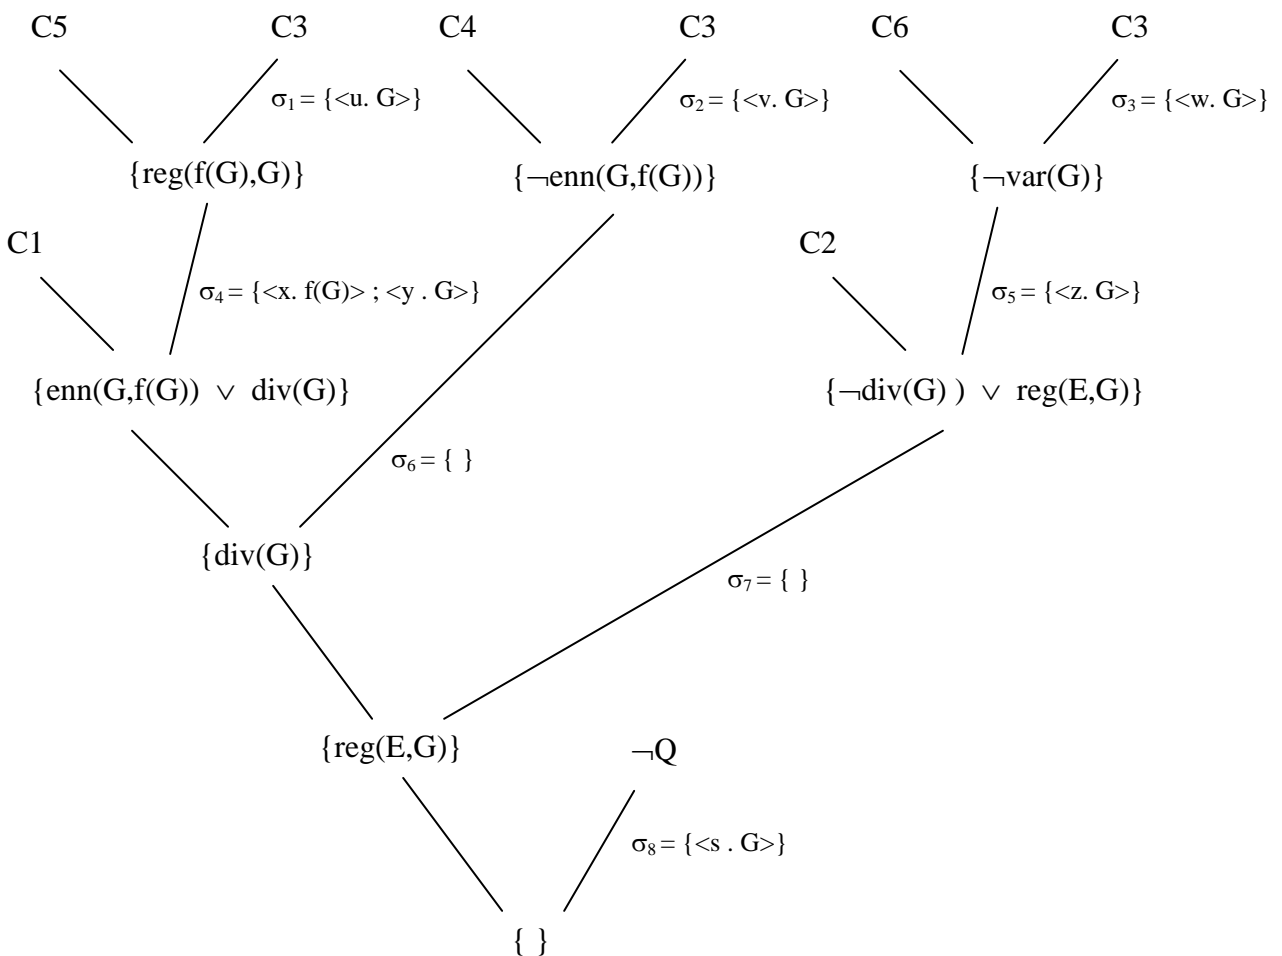 C5 C3 C4 C3 C6 C3
σ1 = {<u. G>} σ2 = {<v. G>} σ3 = {<w. G>}
{reg(f(G),G)} {¬enn(G,f(G))} {¬var(G)}
C1 C2
σ4 = {<x. f(G)> ; <y . G>} σ5 = {<z. G>}
{enn(G,f(G)) ∨ div(G)} {¬div(G) ) ∨ reg(E,G)}
σ6 = { }
{div(G)}
σ7 = { }
{reg(E,G)} ¬Q
σ8 = {<s . G>}
{ }